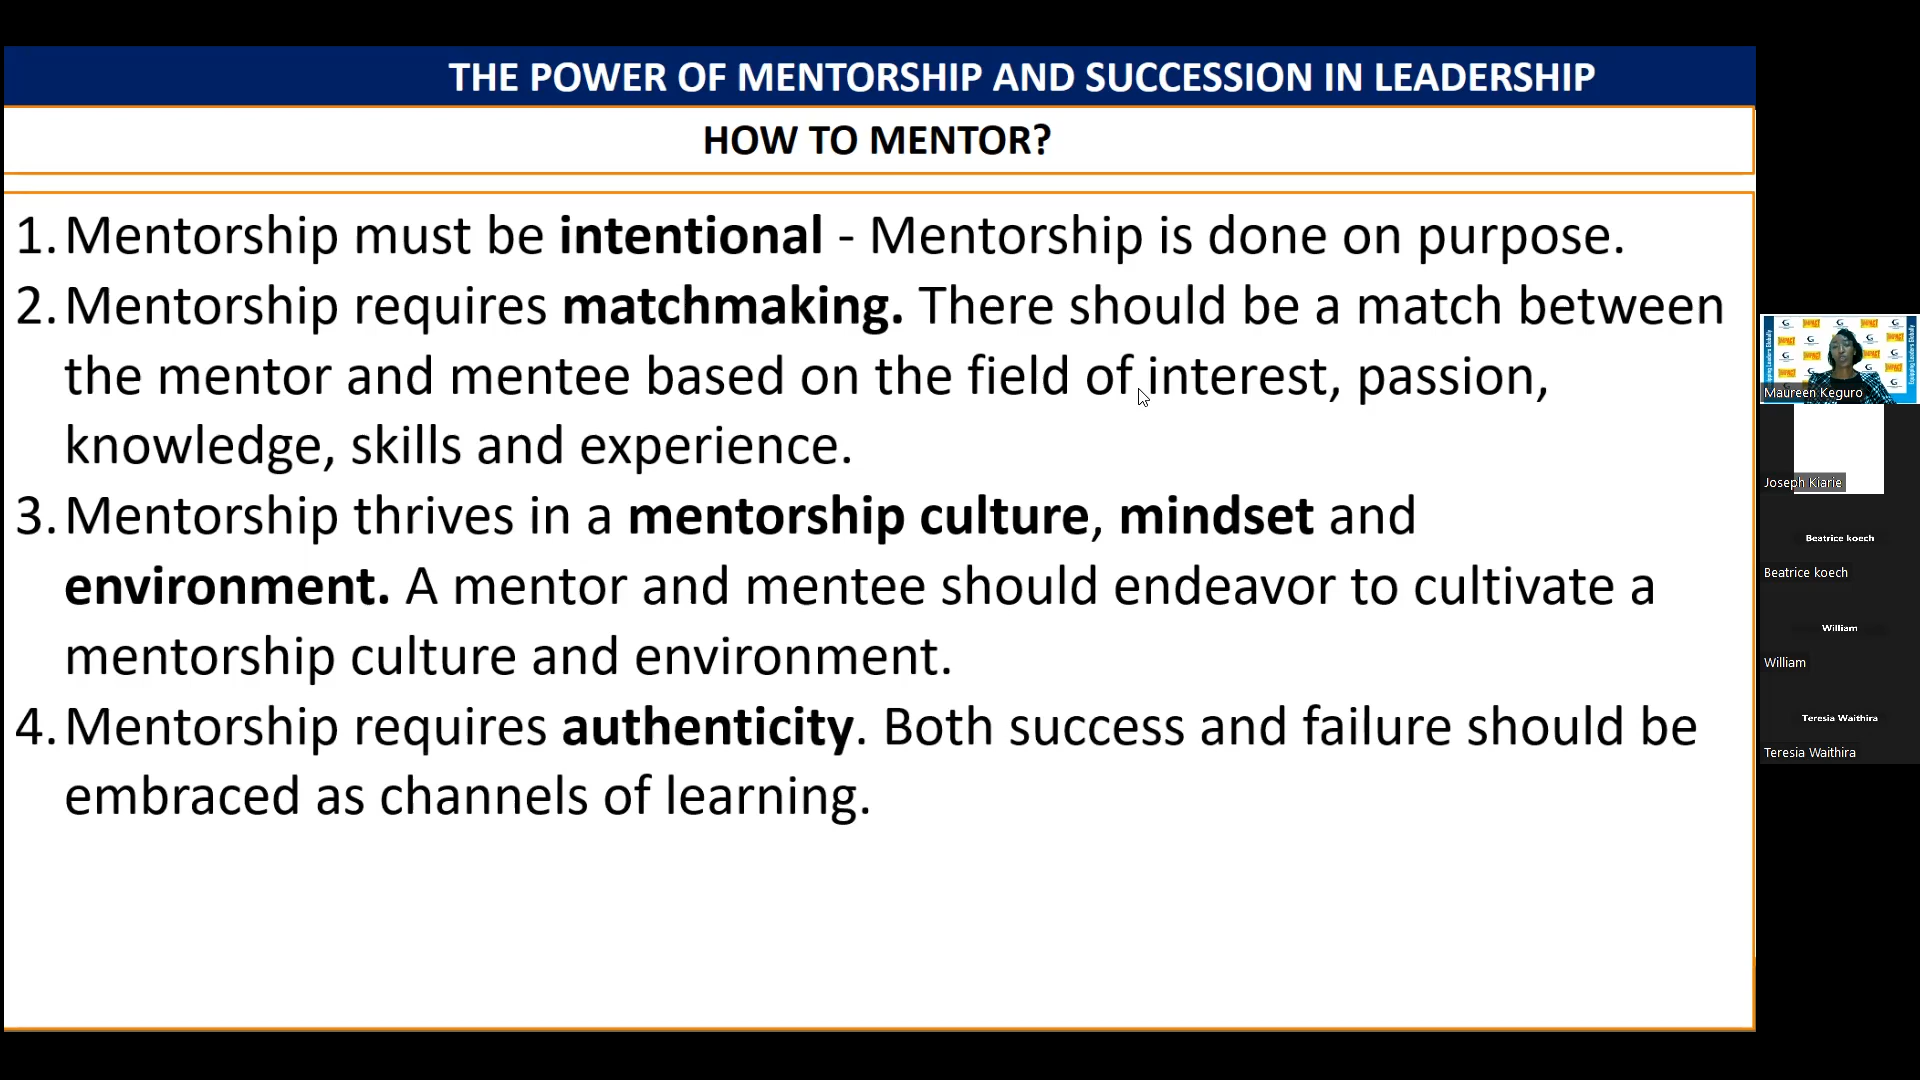 THE POWER OF MENTORSHIP AND SUCCESSION IN LEADERSHIP
HOW TO MENTOR?
1. Mentorship must be intentional - Mentorship is done on purpose.
2. Mentorship requires matchmaking. There should be a match between
the mentor and mentee based on the field of interest, passion,
knowledge, skills and experience.
3. Mentorship thrives in a mentorship culture, mindset and
environment. A mentor and mentee should endeavor to cultivate a
mentorship culture and environment.
4. Mentorship requires authenticity. Both success and failure should be
embraced as channels of learning.
Maureen Keguro
Joseph Kiarie
Beatrice koech
Beatrice koech
William
William
Teresia Waithira
Teresia Waithira